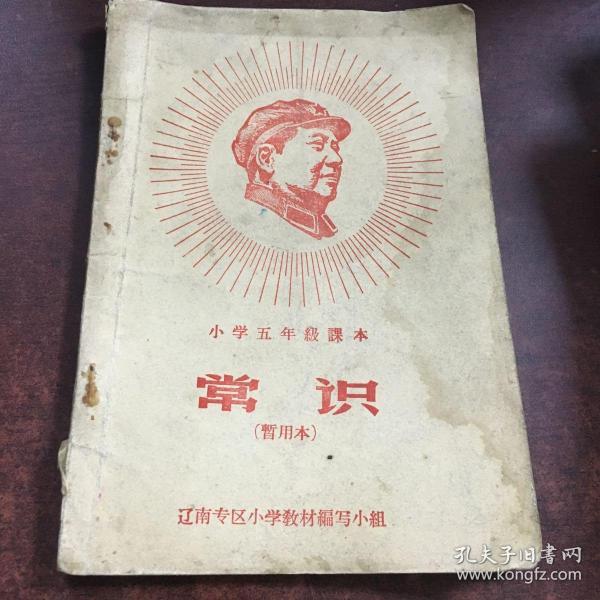 小学五年級課本
常识
(暫用本)
辽南专区小学教材編写小組
孔夫子旧書网
www.kongfz.com